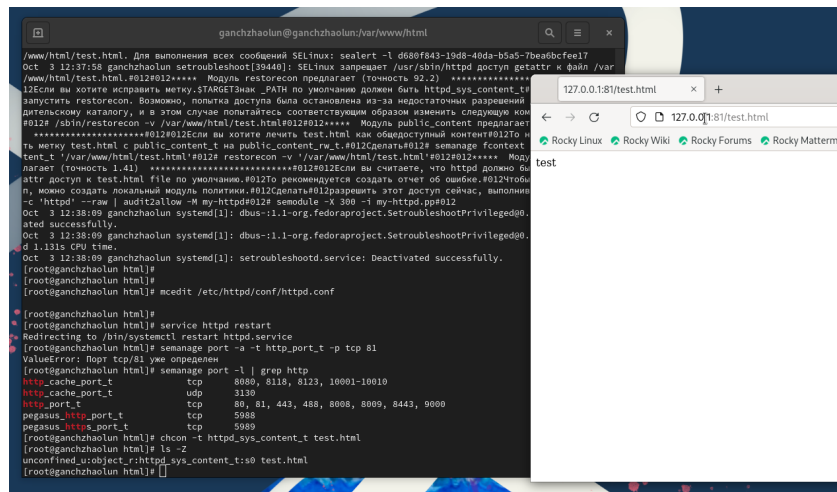 ganchzhaolun@ganchzhaolun:/var/www/html
/www/html/test.html. Для выполнения всех сообщений SELinux: sealert -l d680f843-19d8-40da-b5a5-7bea6bcfee17
Oct  3 12:37:58 ganchzhaolun setroubleshoot[39440]: SELinux запрещает /usr/sbin/httpd доступ getattr к файл /var
/www/html/test.html.#012#012*****  Модуль restorecon предлагает (точность 92.2)  ***************
12Если вы хотите исправить метку.$TARGETЗнак _PATH по умолчанию должен быть httpd_sys_content_t#
запустить restorecon. Возможно, попытка доступа была остановлена из-за недостаточных разрешений
дительскому каталогу, и в этом случае попытайтесь соответствующим образом изменить следующую ком
#012# /sbin/restorecon -v /var/www/html/test.html#012#012*****  Модуль public_content предлагает
*********************#012#012Если вы хотите лечить test.html как общедоступный контент#012То н
ть метку test.html с public_content_t на public_content_rw_t.#012Сделать#012# semanage fcontext
tent_t '/var/www/html/test.html'#012# restorecon -v '/var/www/html/test.html'#012#012*****  Моду
лагает (точность 1.41)  **************************#012#012Если вы считаете, что httpd должно бы
attr доступ к test.html file по умолчанию.#012То рекомендуется создать отчет об ошибке.#012Чтобы
п, можно создать локальный модуль политики.#012Сделать#012разрешить этот доступ сейчас, выполнив
-c 'httpd' --raw | audit2allow -M my-httpd#012# semodule -X 300 -i my-httpd.pp#012
Oct  3 12:38:09 ganchzhaolun systemd[1]: dbus-:1.1-org.fedoraproject.SetroubleshootPrivileged@0.
ated successfully.
Oct  3 12:38:09 ganchzhaolun systemd[1]: dbus-:1.1-org.fedoraproject.SetroubleshootPrivileged@0.
d 1.131s CPU time.
Oct  3 12:38:09 ganchzhaolun systemd[1]: setroubleshootd.service: Deactivated successfully.
[root@ganchzhaolun html]#
[root@ganchzhaolun html]#
[root@ganchzhaolun html]# mcedit /etc/httpd/conf/httpd.conf
[root@ganchzhaolun html]#
[root@ganchzhaolun html]# service httpd restart
Redirecting to /bin/systemctl restart httpd.service
[root@ganchzhaolun html]# semanage port -a -t http_port_t -p tcp 81
ValueError: Порт tcp/81 уже определен
[root@ganchzhaolun html]# semanage port -l | grep http
http_cache_port_t              tcp      8080, 8118, 8123, 10001-10010
http_cache_port_t              udp      3130
http_port_t                    tcp      80, 81, 443, 488, 8008, 8009, 8443, 9000
pegasus_http_port_t            tcp      5988
pegasus_https_port_t           tcp      5989
[root@ganchzhaolun html]# chcon -t httpd_sys_content_t test.html
[root@ganchzhaolun html]# ls -Z
unconfined_u:object_r:httpd_sys_content_t:s0 test.html
[root@ganchzhaolun html]#
127.0.0.1:81/test.html
127.0.0.1:81/test.html
Rocky Linux Rocky Wiki Rocky Forums Rocky Matterm
test